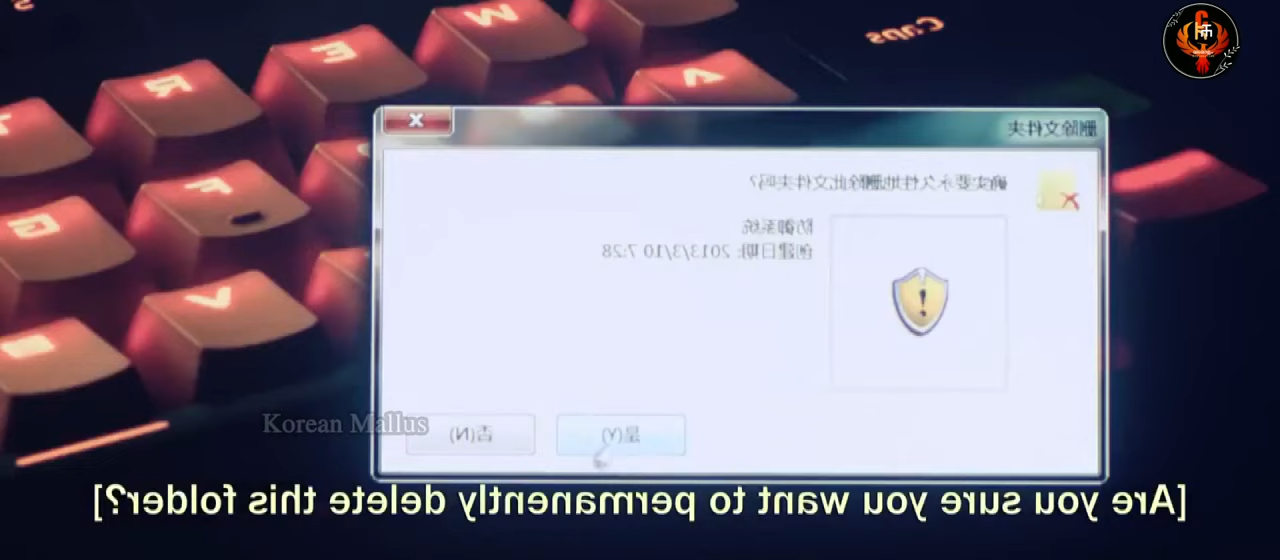 Caps
W
E
R
A
F
D
V
删除文件夹
确实要永久性地删除此文件夹吗?
防御系统
创建日期: 2013/3/10 7:28
是(Y)
否(N)
Korean Mallus
[Are you sure you want to permanently delete this folder?]